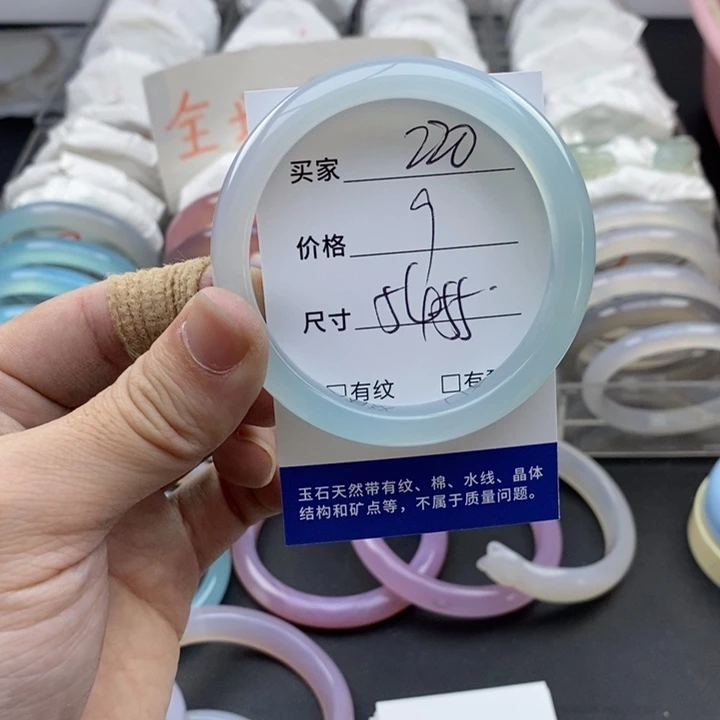 全
买家 220
价格 9
尺寸
□有纹 □有
玉石天然带有纹、棉、水线、晶体
结构和矿点等，不属于质量问题。